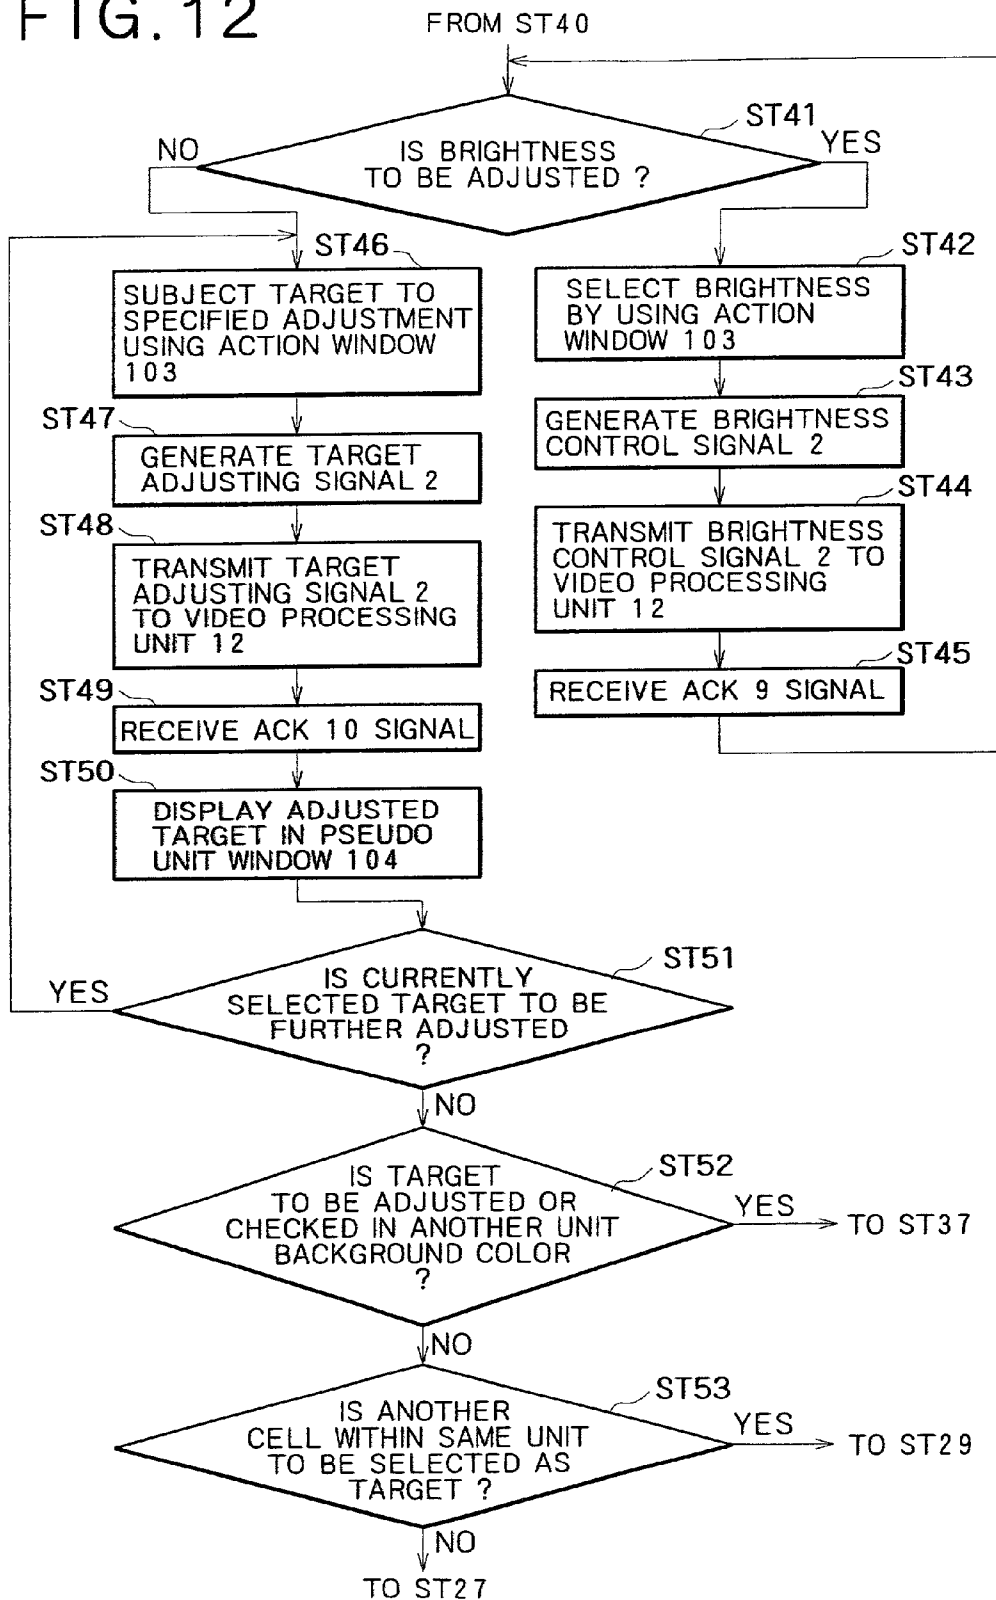 FIG.12
FROM ST40
ST41
NO
IS BRIGHTNESS
TO BE ADJUSTED ?
YES
ST46
SUBJECT TARGET TO
SPECIFIED ADJUSTMENT
USING ACTION WINDOW
103
ST47
GENERATE TARGET
ADJUSTING SIGNAL 2
ST48
TRANSMIT TARGET
ADJUSTING SIGNAL 2
TO VIDEO PROCESSING
UNIT 12
ST49
RECEIVE ACK 10 SIGNAL
ST50
DISPLAY ADJUSTED
TARGET IN PSEUDO
UNIT WINDOW 104
ST42
SELECT BRIGHTNESS
BY USING ACTION
WINDOW 103
ST43
GENERATE BRIGHTNESS
CONTROL SIGNAL 2
ST44
TRANSMIT BRIGHTNESS
CONTROL SIGNAL 2 TO
VIDEO PROCESSING
UNIT 12
ST45
RECEIVE ACK 9 SIGNAL
ST51
YES
IS CURRENTLY
SELECTED TARGET TO BE
FURTHER ADJUSTED
?
NO
ST52
IS TARGET
TO BE ADJUSTED OR
CHECKED IN ANOTHER UNIT
BACKGROUND COLOR
?
YES
TO ST37
NO
ST53
IS ANOTHER
CELL WITHIN SAME UNIT
TO BE SELECTED AS
TARGET ?
YES
TO ST29
NO
TO ST27